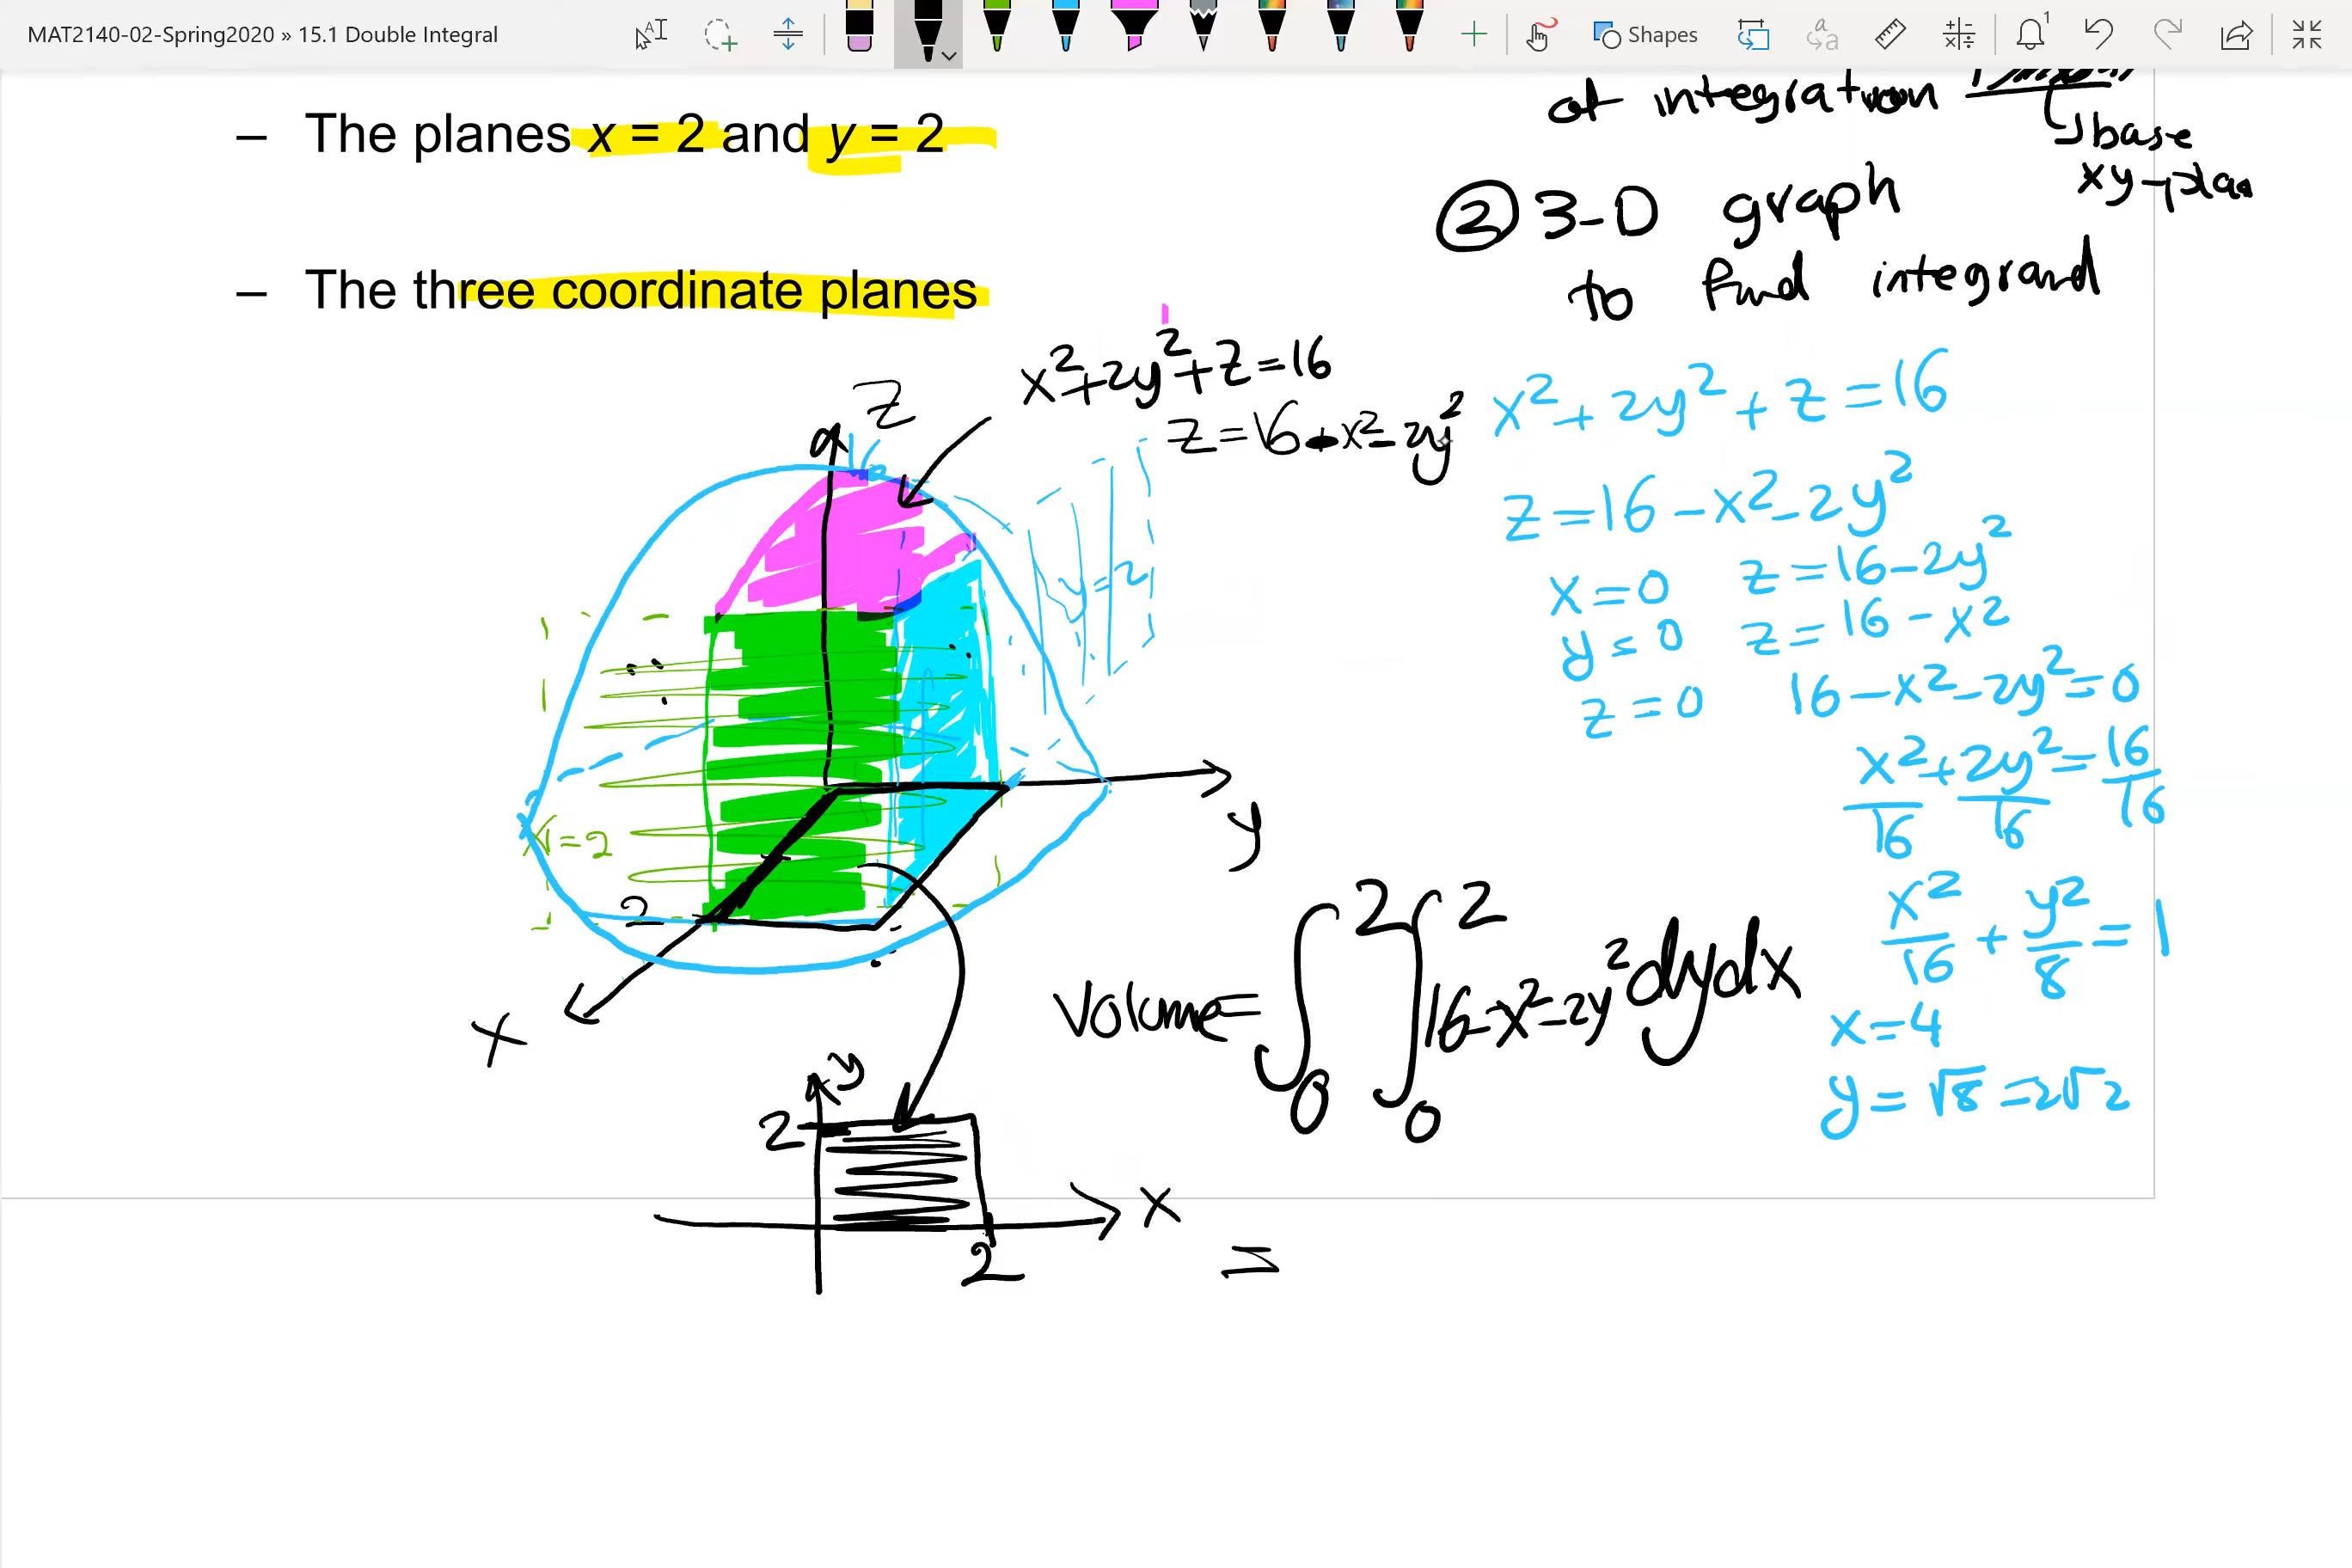 MAT2140-02-Spring2020 » 15.1 Double Integral
Shapes
1
– The planes x = 2 and y = 2
– The three coordinate planes
of integration
base
xy-plan
② 3-D graph
to find integrand
x²+2y²+z=16
z=16-x²-2y²
x²+2y²+z=16
z=16-x²-2y²
x=0 z=16-2y²
y=0 z=16-x²
z=0 16-x²-2y²=0
x²/16+2y²/16=16/16
x²/16+y²/8=1
x=4
y=√8=2√2
z
16
y=2
y
x=2
2
x
Volume=∫₀²∫₀² 16-x²-2y² dydx
y
2
x
2
=